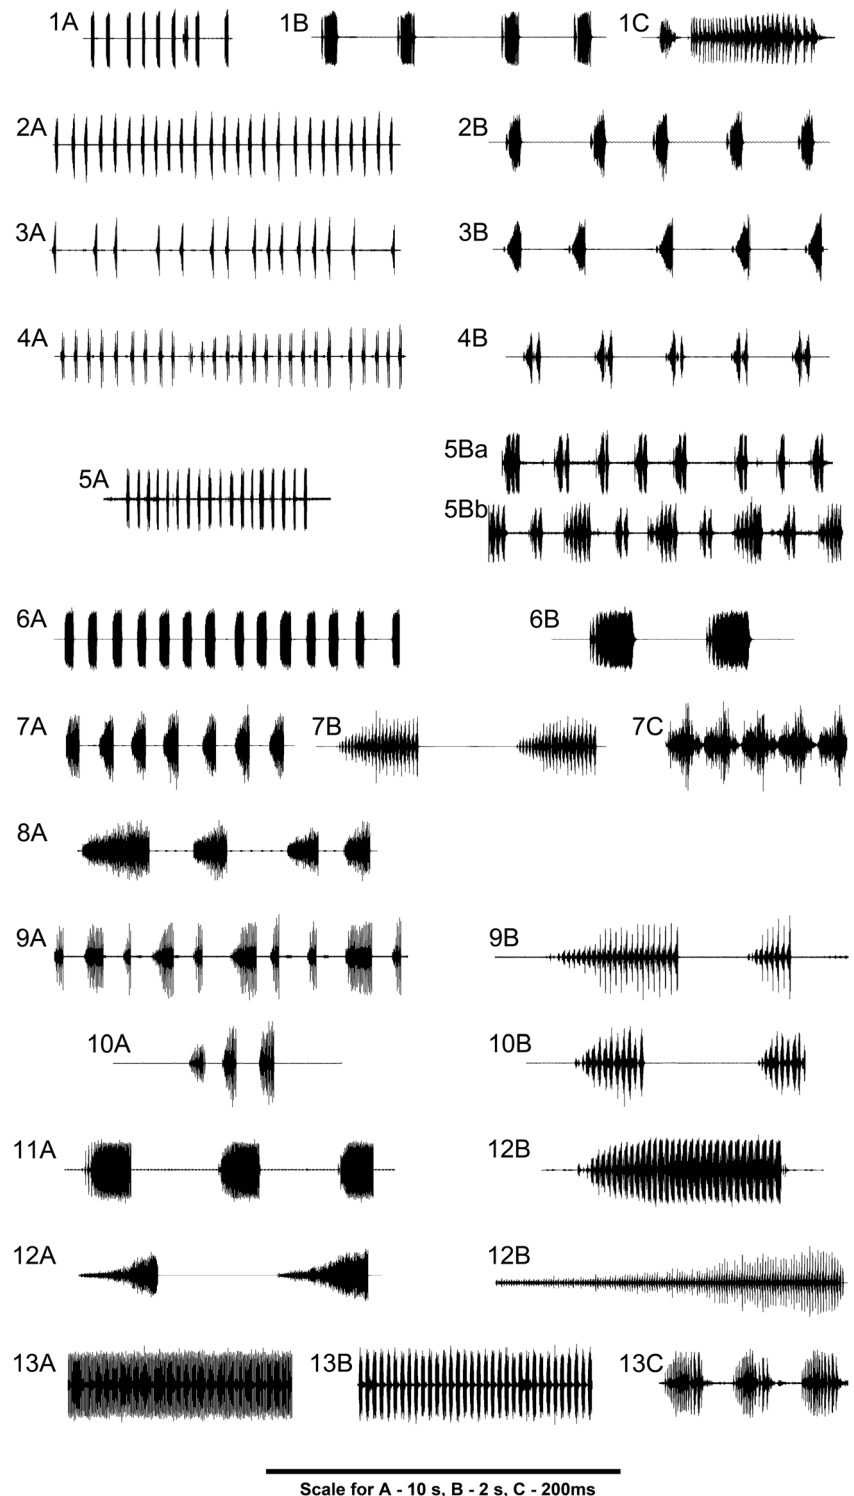 1A 1B 1C
2A 2B
3A 3B
4A 4B
5Ba
5A
5Bb
6A 6B
7A 7B 7C
8A
9A 9B
10A 10B
11A 12B
12A 12B
13A 13B 13C
Scale for A - 10 s, B - 2 s, C - 200ms